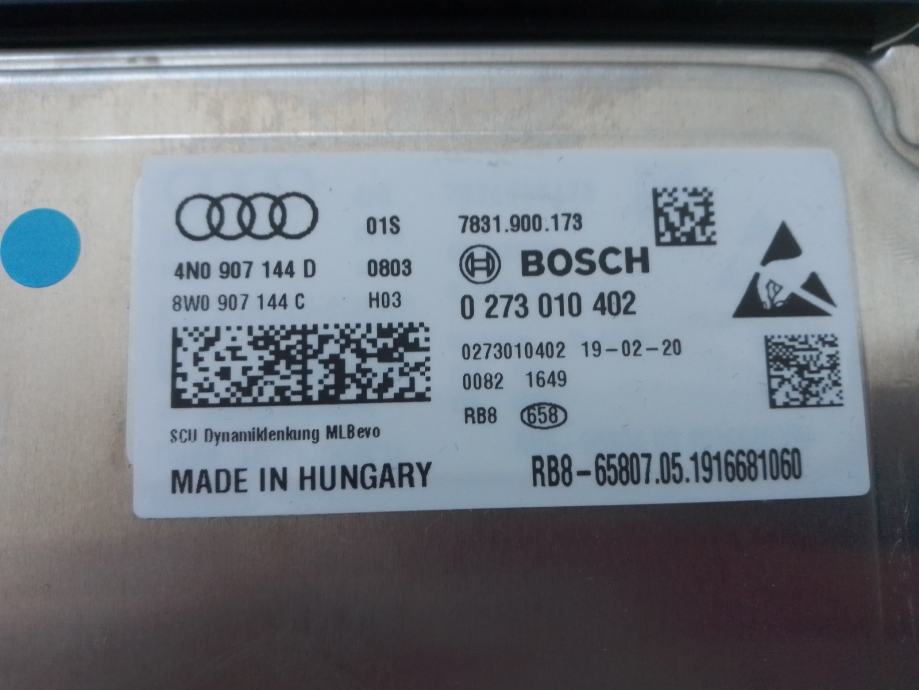 01S
4N0 907 144 D 0803
8W0 907 144 C H03
SCU Dynamiklenkung MLBevo
MADE IN HUNGARY
7831.900.173
BOSCH
0 273 010 402
0273010402 19-02-20
0082 1649
RB8 658
RB8-65807.05.1916681060